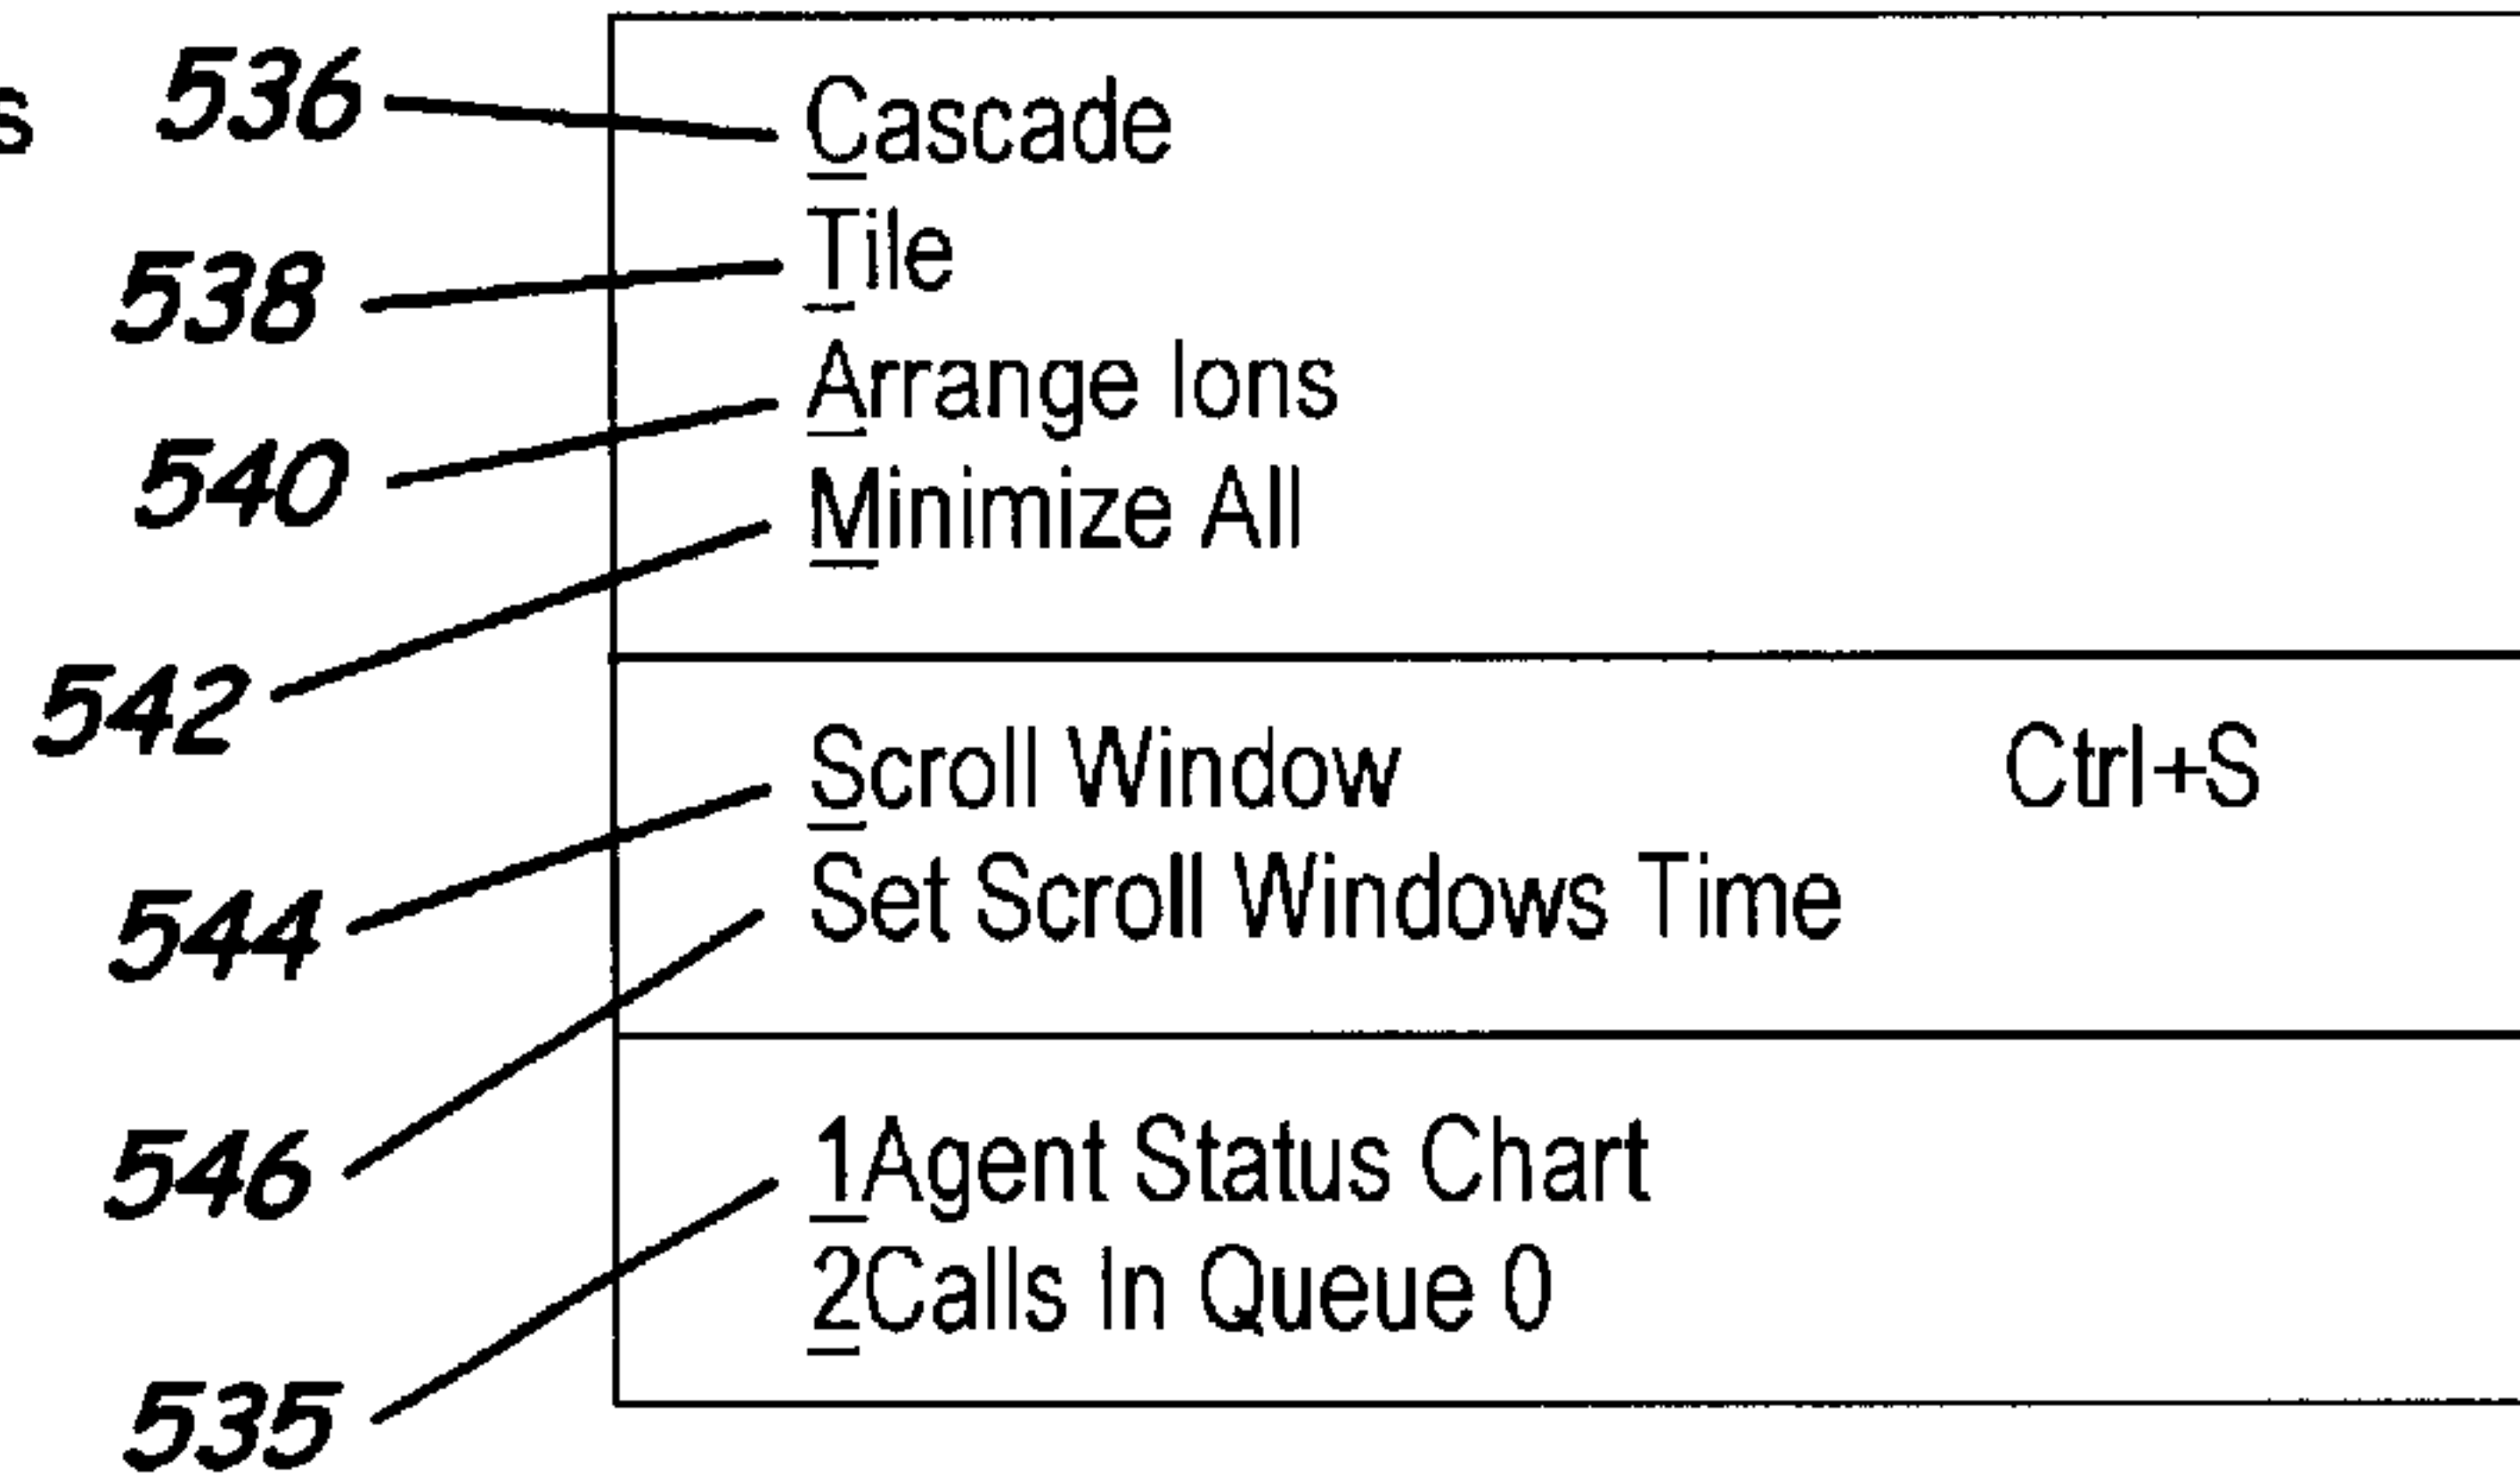 s 536 Cascade
538 Tile
540 Arrange Ions
542 Minimize All
544 Scroll Window Ctrl+S
546 Set Scroll Windows Time
535 1Agent Status Chart
2Calls In Queue 0